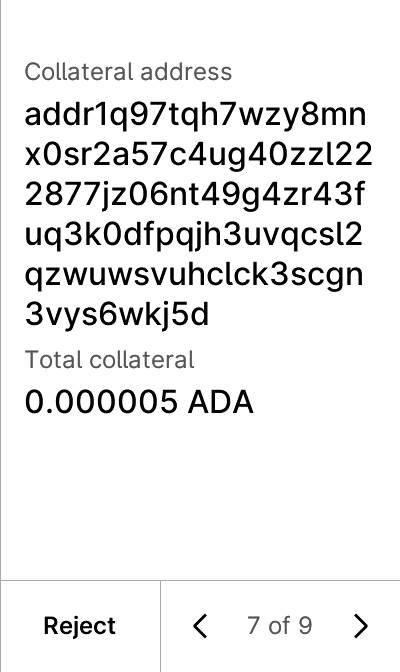 Collateral address
addr1q97tqh7wzy8mn
x0sr2a57c4ug40zzl22
2877jz06nt49g4zr43f
uq3k0dfpqjh3uvqcsl2
qzwuwsvuhclck3scgn
3vys6wkj5d
Total collateral
0.000005 ADA
Reject
7 of 9